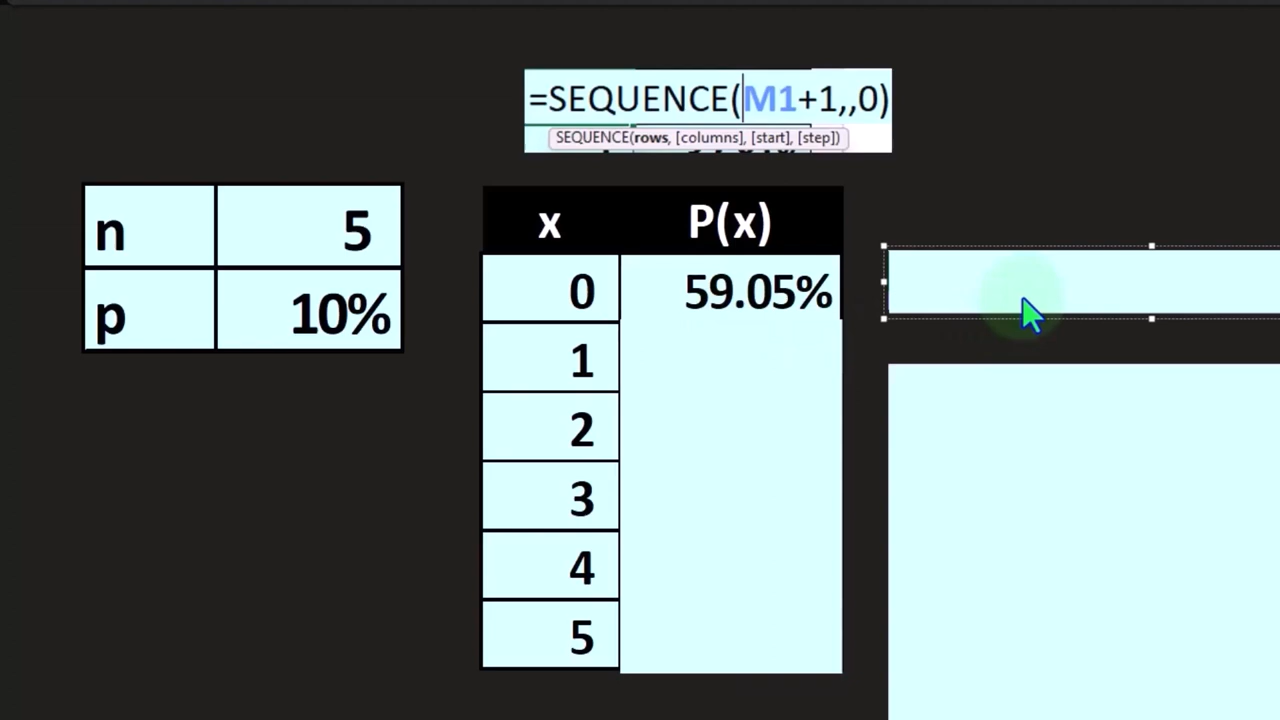 =SEQUENCE(M1+1,,0)
SEQUENCE(rows, [columns], [start], [step])
n 5
p 10%
x P(x)
0 59.05%
1
2
3
4
5